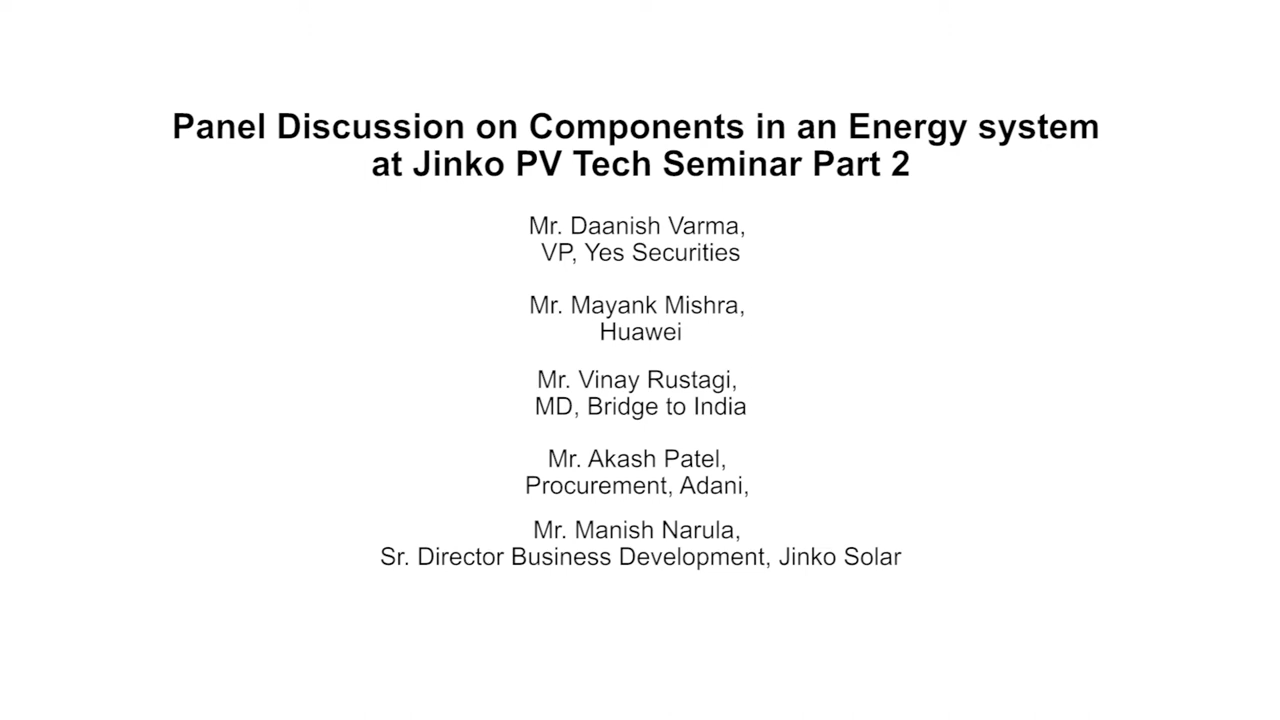 Panel Discussion on Components in an Energy system
at Jinko PV Tech Seminar Part 2
Mr. Daanish Varma,
VP, Yes Securities
Mr. Mayank Mishra,
Huawei
Mr. Vinay Rustagi,
MD, Bridge to India
Mr. Akash Patel,
Procurement, Adani,
Mr. Manish Narula,
Sr. Director Business Development, Jinko Solar